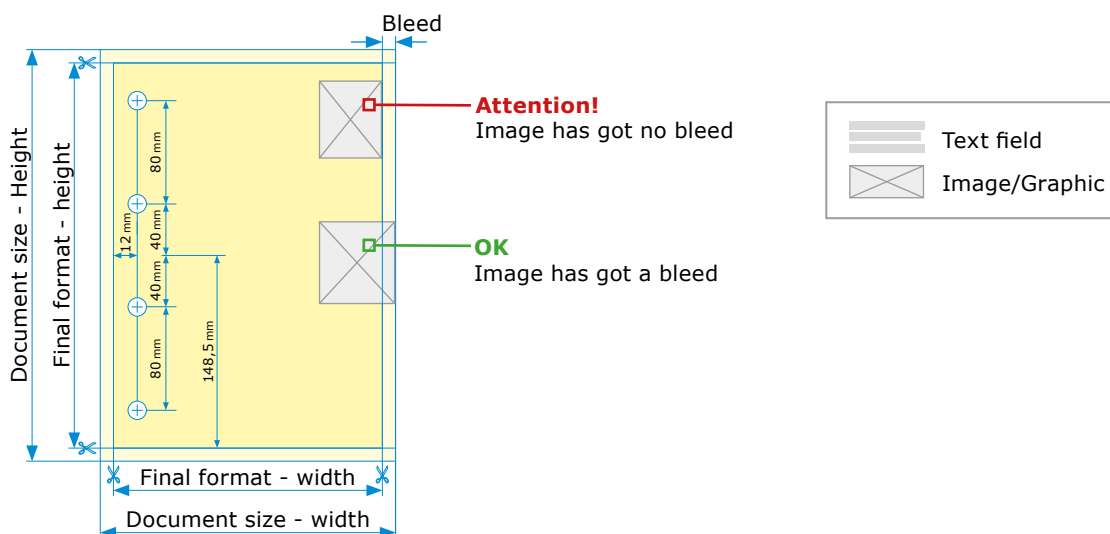 Bleed
Attention!
Image has got no bleed
OK
Image has got a bleed
Text field
Image/Graphic
Document size - Height
Final format - height
80 mm
12 mm
40 mm
40 mm
80 mm
148,5 mm
Final format - width
Document size - width